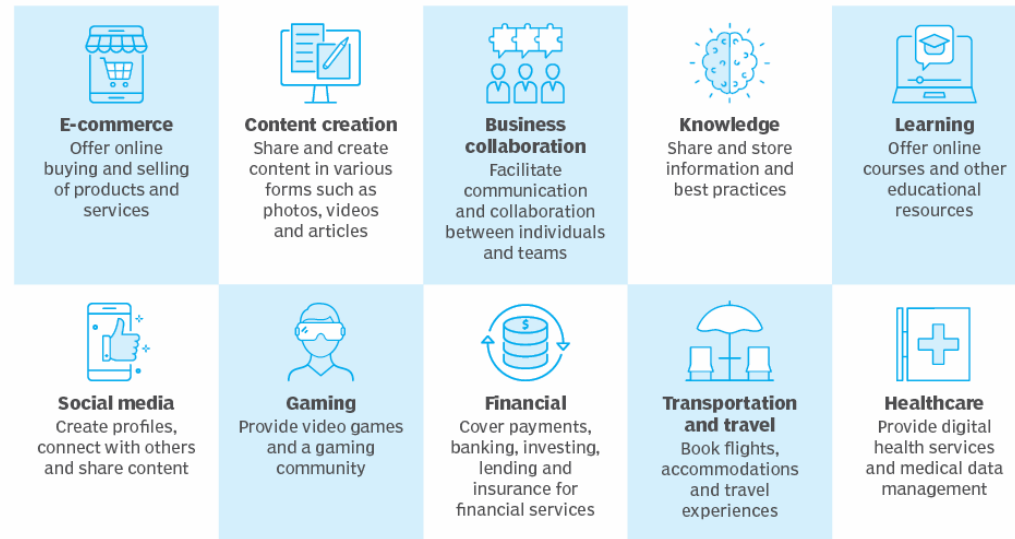 E-commerce
Offer online
buying and selling
of products and
services
Content creation
Share and create
content in various
forms such as
photos, videos
and articles
Business
collaboration
Facilitate
communication
and collaboration
between individuals
and teams
Knowledge
Share and store
information and
best practices
Learning
Offer online
courses and other
educational
resources
Social media
Create profiles,
connect with others
and share content
Gaming
Provide video games
and a gaming
community
$
Financial
Cover payments,
banking, investing,
lending and
insurance for
financial services
Transportation
and travel
Book flights,
accommodations
and travel
experiences
Healthcare
Provide digital
health services
and medical data
management